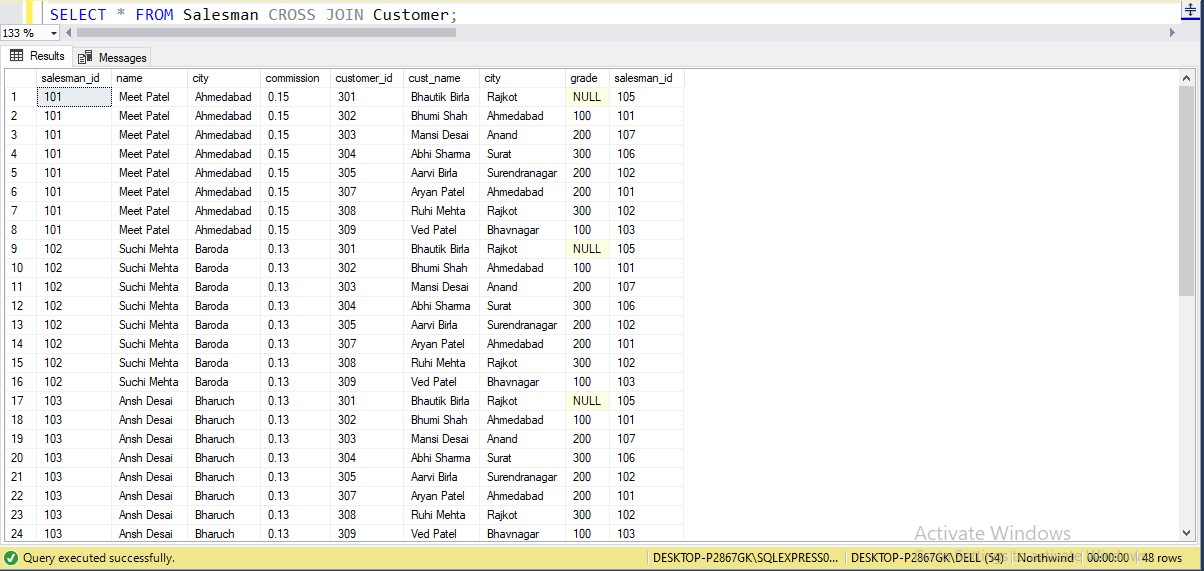 SELECT * FROM Salesman CROSS JOIN Customer;
133 %
Results Messages
salesman_id name city commission customer_id cust_name city grade salesman_id
1 101 Meet Patel Ahmedabad 0.15 301 Bhautik Birla Rajkot NULL 105
2 101 Meet Patel Ahmedabad 0.15 302 Bhumi Shah Ahmedabad 100 101
3 101 Meet Patel Ahmedabad 0.15 303 Mansi Desai Anand 200 107
4 101 Meet Patel Ahmedabad 0.15 304 Abhi Sharma Surat 300 106
5 101 Meet Patel Ahmedabad 0.15 305 Aarvi Birla Surendranagar 200 102
6 101 Meet Patel Ahmedabad 0.15 307 Aryan Patel Ahmedabad 200 101
7 101 Meet Patel Ahmedabad 0.15 308 Ruhi Mehta Rajkot 300 102
8 101 Meet Patel Ahmedabad 0.15 309 Ved Patel Bhavnagar 100 103
9 102 Suchi Mehta Baroda 0.13 301 Bhautik Birla Rajkot NULL 105
10 102 Suchi Mehta Baroda 0.13 302 Bhumi Shah Ahmedabad 100 101
11 102 Suchi Mehta Baroda 0.13 303 Mansi Desai Anand 200 107
12 102 Suchi Mehta Baroda 0.13 304 Abhi Sharma Surat 300 106
13 102 Suchi Mehta Baroda 0.13 305 Aarvi Birla Surendranagar 200 102
14 102 Suchi Mehta Baroda 0.13 307 Aryan Patel Ahmedabad 200 101
15 102 Suchi Mehta Baroda 0.13 308 Ruhi Mehta Rajkot 300 102
16 102 Suchi Mehta Baroda 0.13 309 Ved Patel Bhavnagar 100 103
17 103 Ansh Desai Bharuch 0.13 301 Bhautik Birla Rajkot NULL 105
18 103 Ansh Desai Bharuch 0.13 302 Bhumi Shah Ahmedabad 100 101
19 103 Ansh Desai Bharuch 0.13 303 Mansi Desai Anand 200 107
20 103 Ansh Desai Bharuch 0.13 304 Abhi Sharma Surat 300 106
21 103 Ansh Desai Bharuch 0.13 305 Aarvi Birla Surendranagar 200 102
22 103 Ansh Desai Bharuch 0.13 307 Aryan Patel Ahmedabad 200 101
23 103 Ansh Desai Bharuch 0.13 308 Ruhi Mehta Rajkot 300 102
24 103 Ansh Desai Bharuch 0.13 309 Ved Patel Bhavnagar 100 103
Activate Windows
Query executed successfully. DESKTOP-P2867GK\SQLEXPRESS0... DESKTOP-P2867GK\DELL (54) Northwind 00:00:00 48 rows